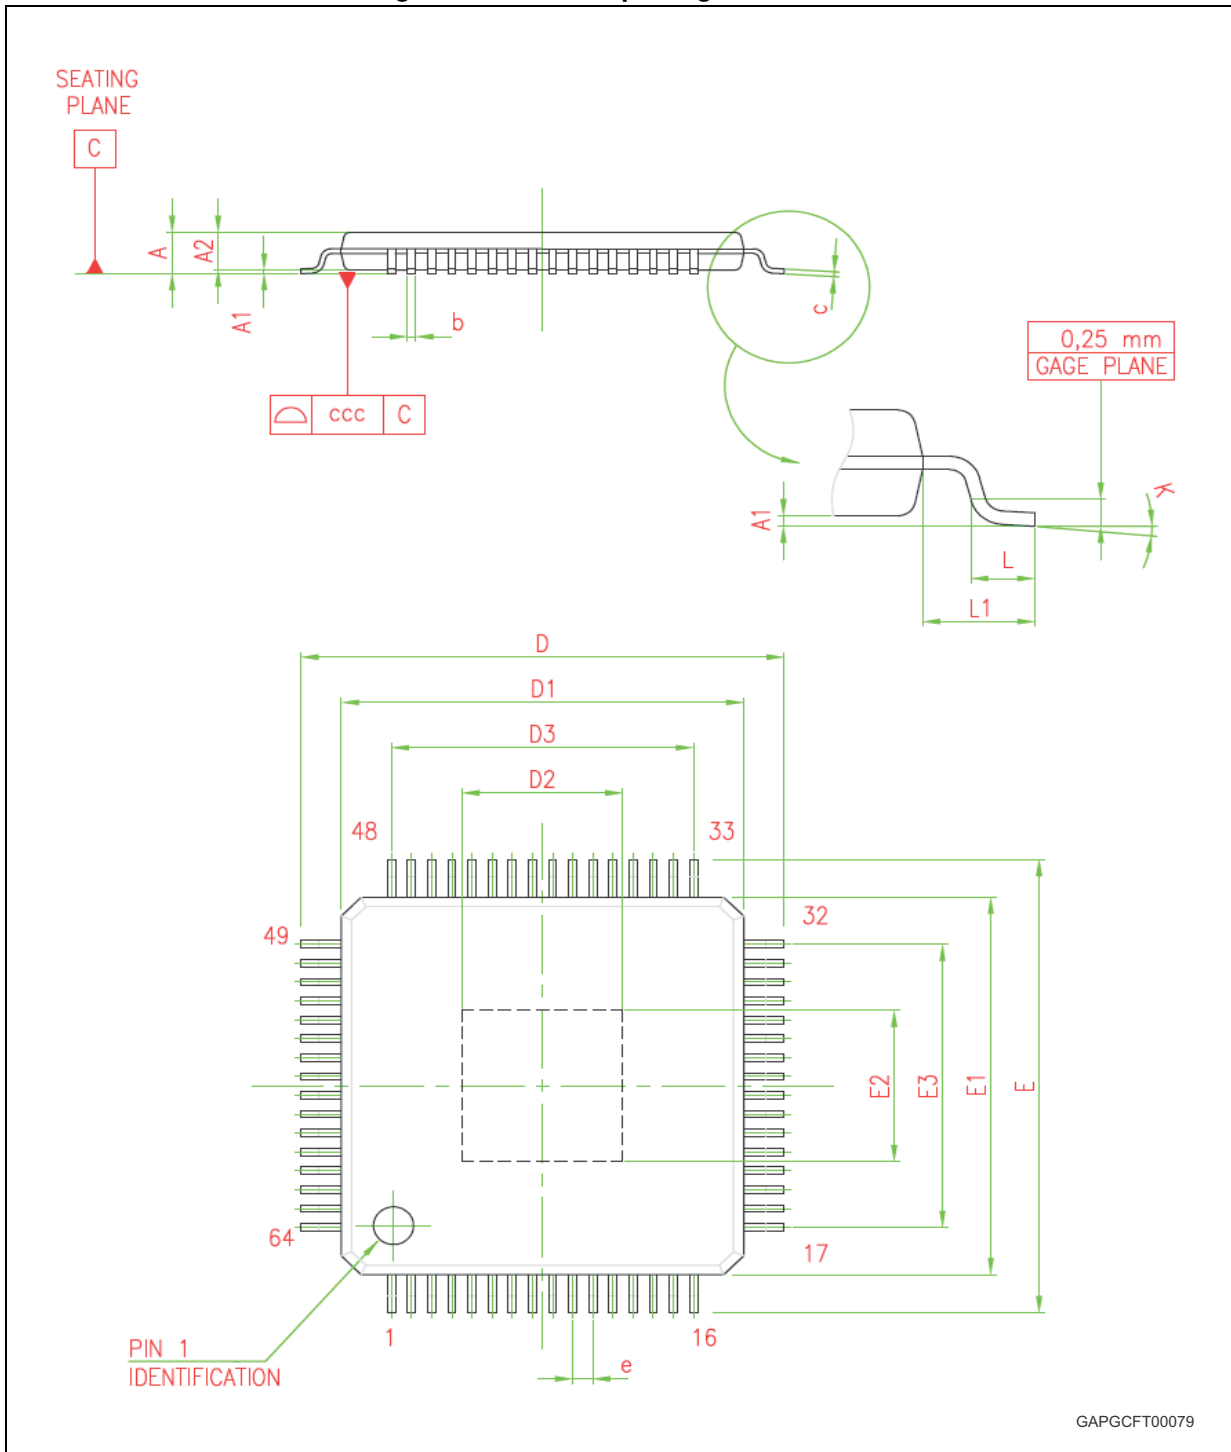 SEATING
PLANE
C
A
A2
A1
b
c
ccc
C
0,25 mm
GAGE PLANE
K
A1
L
L1
D
D1
D3
D2
48
33
49
32
E2
E3
E1
E
64
17
1
16
PIN 1
IDENTIFICATION
e
GAPGCFT00079